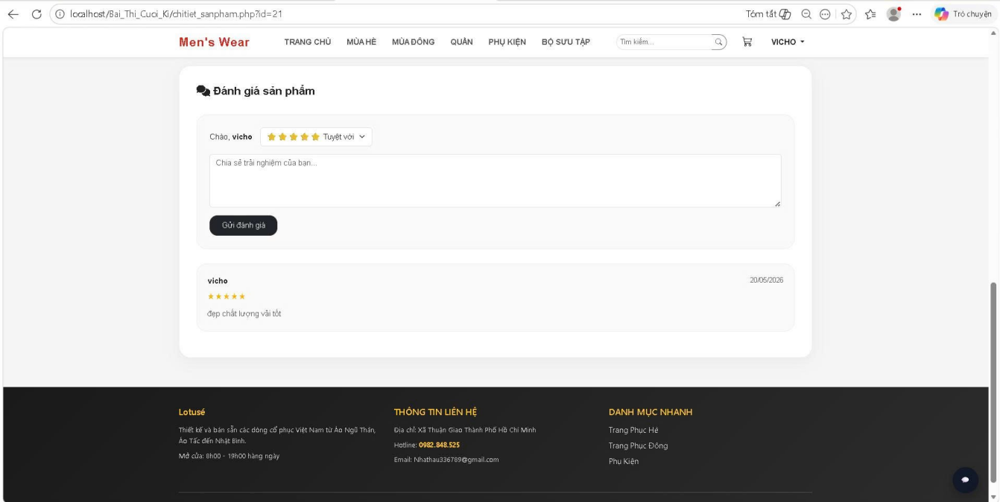 localhost/Bai_Thi_Cuoi_Ki/chitiet_sanpham.php?id=21
Tóm tắt
Trò chuyện
Men's Wear
TRANG CHỦ
MÙA HÈ
MÙA ĐÔNG
QUẦN
PHỤ KIỆN
BỘ SƯU TẬP
Tìm kiếm...
VICHO
Đánh giá sản phẩm
Chào, vicho
Tuyệt vời
Chia sẻ trải nghiệm của bạn...
Gửi đánh giá
vicho
20/05/2026
★★★★★
đẹp chất lượng vải tốt
Lotusé
Thiết kế và bán sẵn các dòng cổ phục Việt Nam từ Áo Ngũ Thân,
Áo Tấc đến Nhật Bình.
Mở cửa: 8h00 - 19h00 hàng ngày
THÔNG TIN LIÊN HỆ
Địa chỉ: Xã Thuận Giao Thành Phố Hồ Chí Minh
Hotline: 0982.848.525
Email: Nhathau336789@gmail.com
DANH MỤC NHANH
Trang Phục Hè
Trang Phục Đông
Phụ Kiện